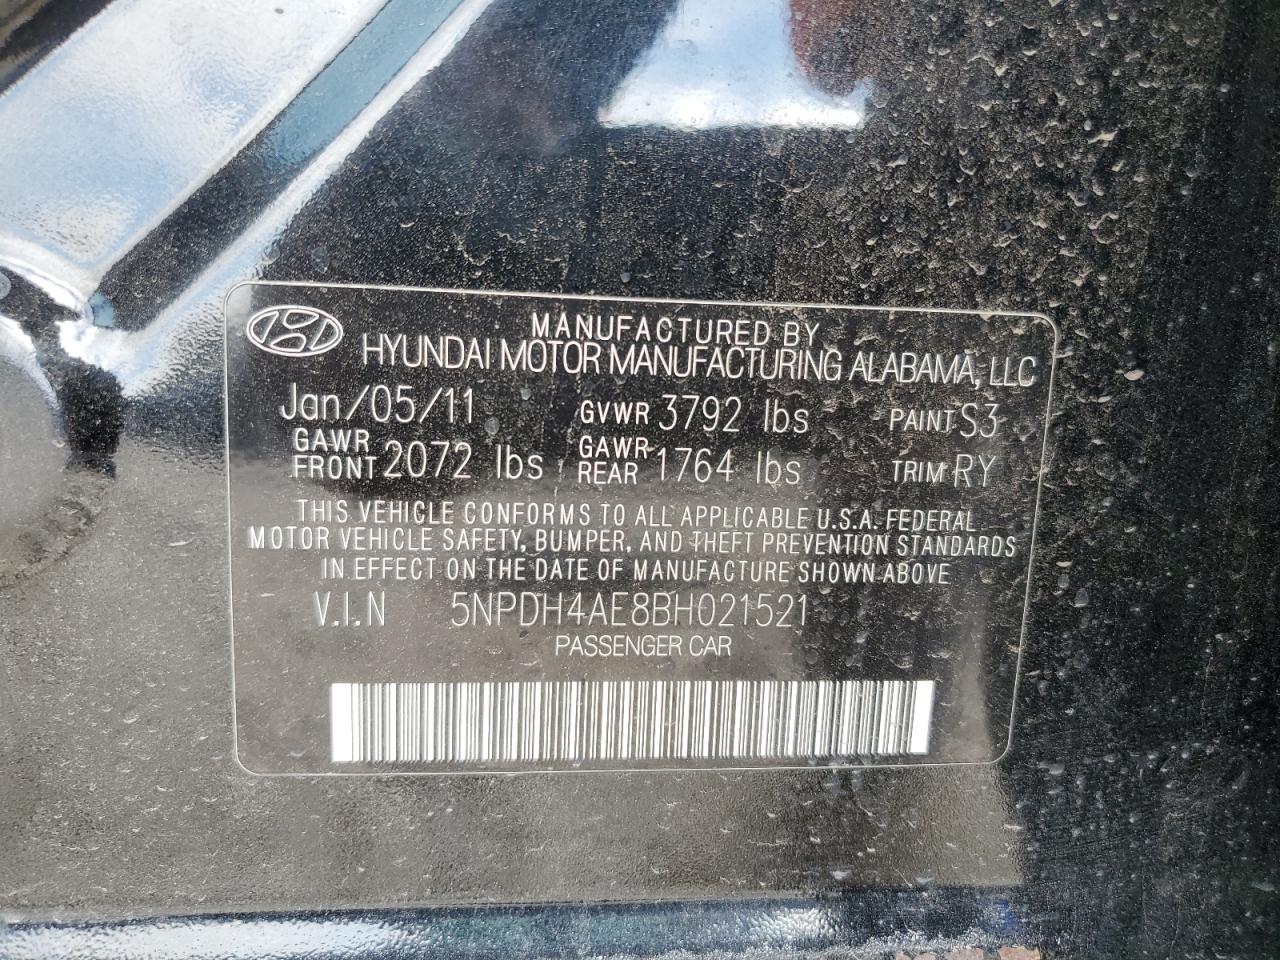 MANUFACTURED BY
HYUNDAI MOTOR MANUFACTURING ALABAMA, LLC
Jan/05/11 GVWR 3792 lbs PAINT S3
GAWR FRONT 2072 lbs GAWR REAR 1764 lbs TRIM RY
THIS VEHICLE CONFORMS TO ALL APPLICABLE U.S.A. FEDERAL
MOTOR VEHICLE SAFETY, BUMPER, AND THEFT PREVENTION STANDARDS
IN EFFECT ON THE DATE OF MANUFACTURE SHOWN ABOVE
V.I.N 5NPDH4AE8BH021521
PASSENGER CAR